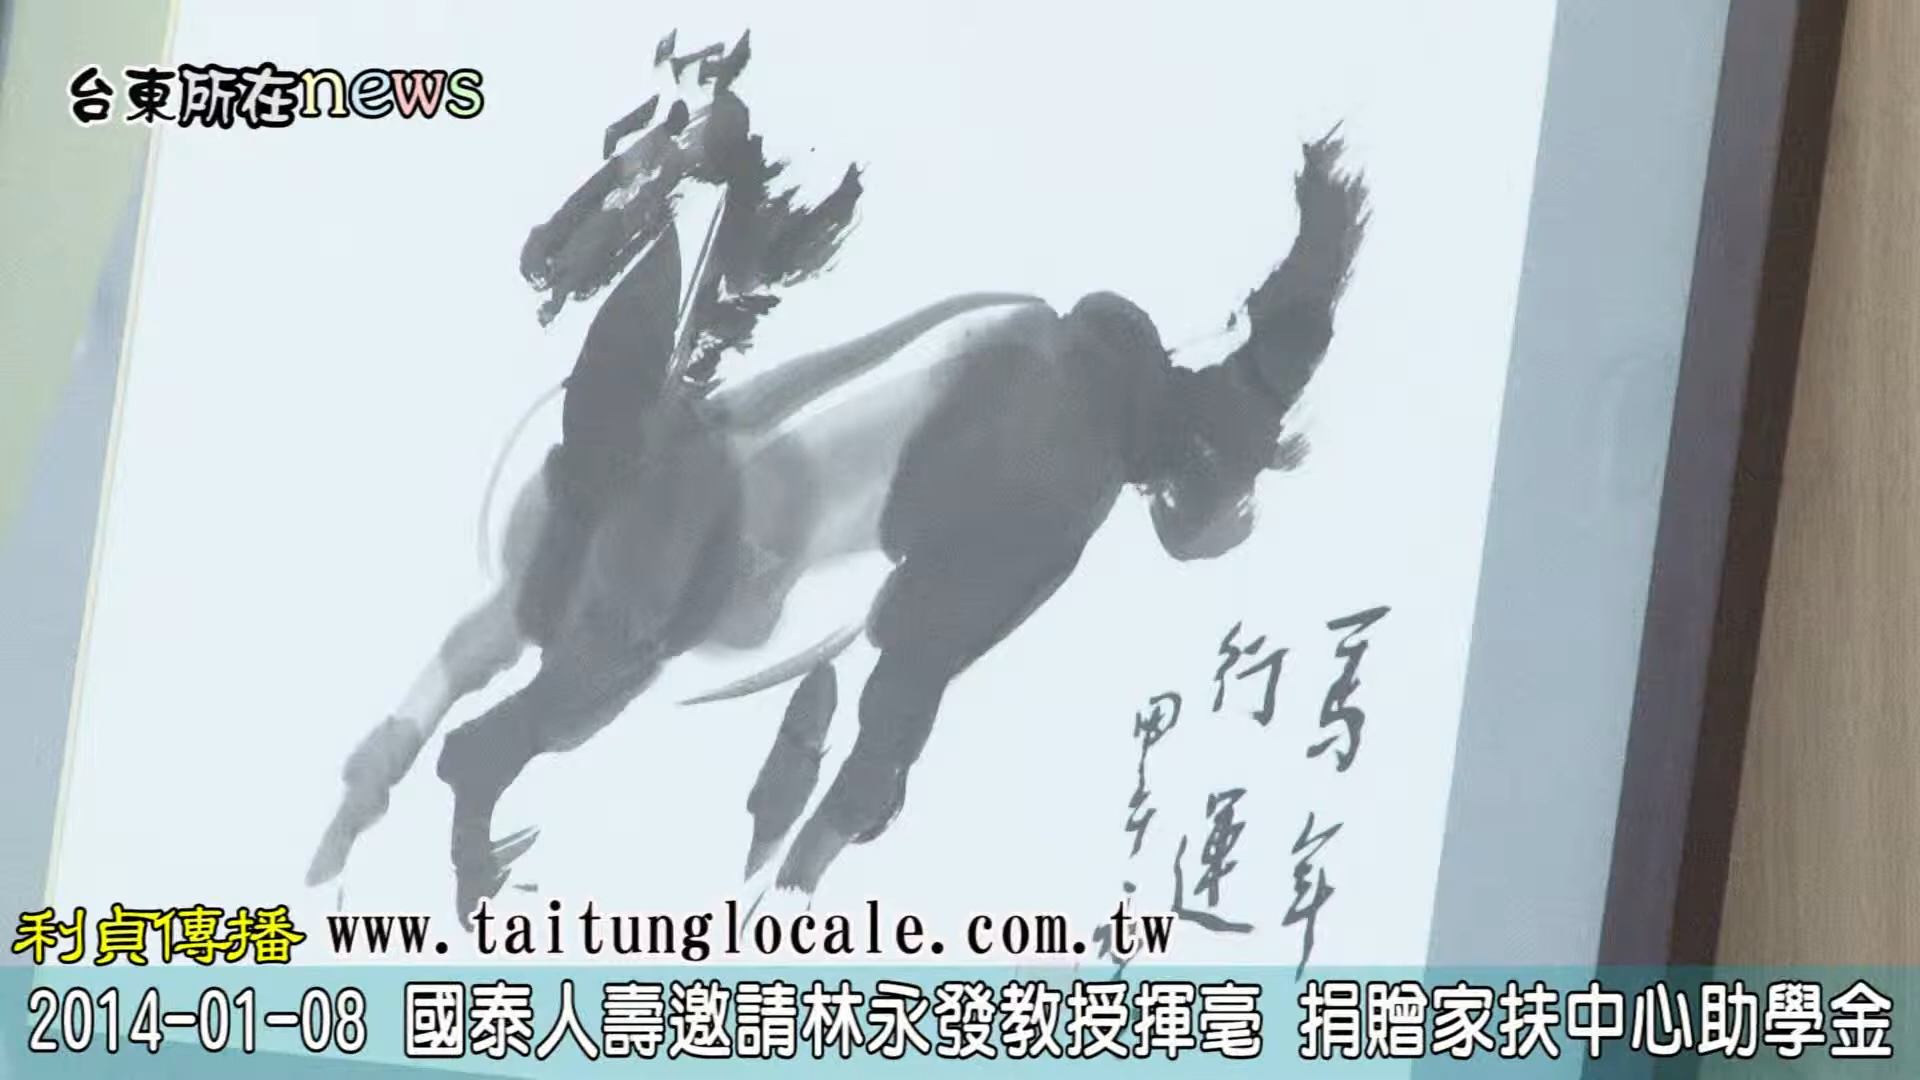 台東所在news
馬年
行運
甲午
利貞傳播 www.taitunglocale.com.tw
2014-01-08 國泰人壽邀請林永發教授揮毫 捐贈家扶中心助學金